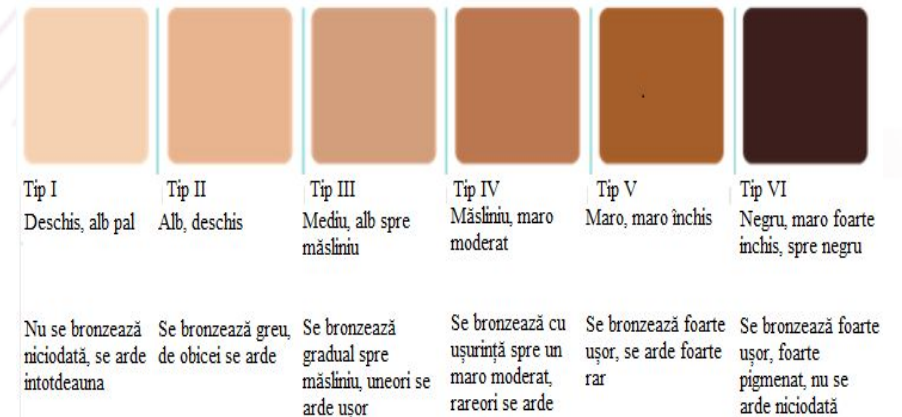 Tip I
Deschis, alb pal
Nu se bronzează
niciodată, se arde
intotdeauna
Tip II
Alb, deschis
Se bronzează greu,
de obicei se arde
Tip III
Mediu, alb spre
măsliniu
Se bronzează
gradual spre
măsliniu, uneori se
arde ușor
Tip IV
Măsliniu, maro
moderat
Se bronzează cu
ușurință spre un
maro moderat,
rareori se arde
Tip V
Maro, maro închis
Se bronzează foarte
ușor, se arde foarte
rar
Tip VI
Negru, maro foarte
inchis, spre negru
Se bronzează foarte
ușor, foarte
pigmenat, nu se
arde niciodată